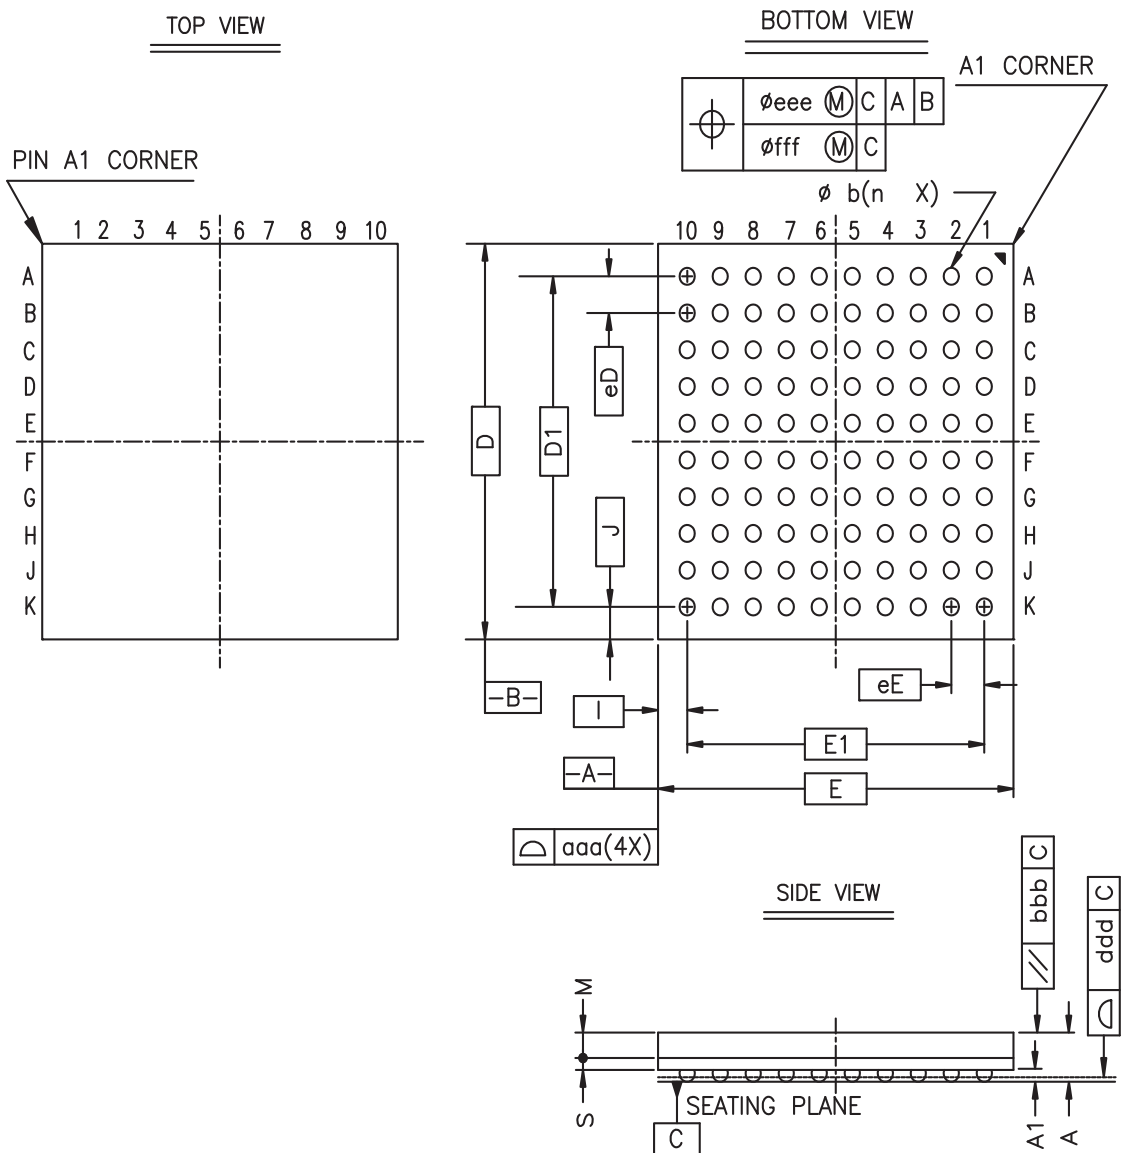 TOP VIEW
BOTTOM VIEW
A1 CORNER
øeee Ⓜ C A B
øfff Ⓜ C
PIN A1 CORNER
ø b(n X)
1 2 3 4 5 6 7 8 9 10
10 9 8 7 6 5 4 3 2 1
A A
B B
C C
D D
E E
F F
G G
H H
J J
K K
eD
D
D1
J
-B-
I
eE
E1
-A-
E
aaa(4X)
SIDE VIEW
// bbb C
ddd C
M
S
SEATING PLANE
C
A1
A